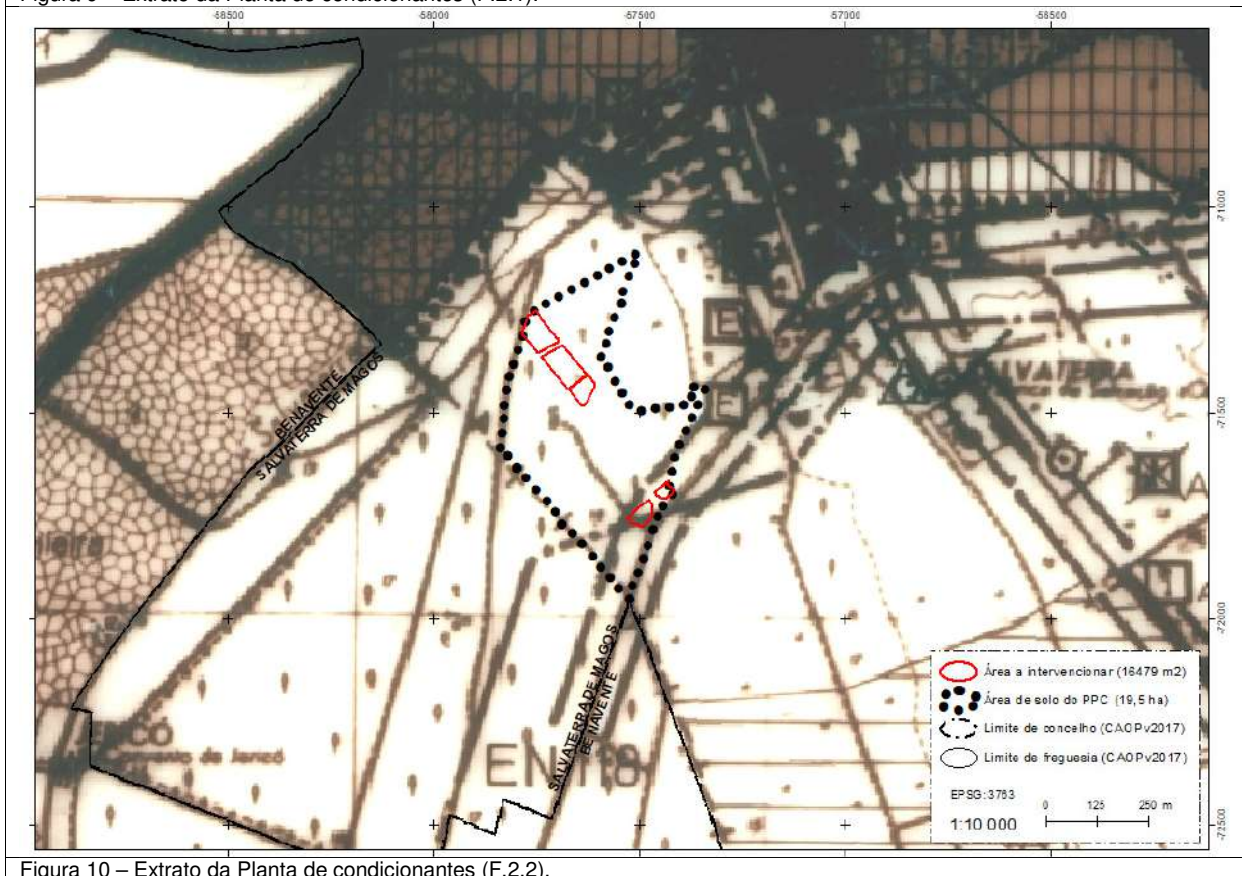 Figura 9 – Extrato da Planta de condicionantes (F.2.1).
-58500 -58000 -57500 -57000 -56500
-71000
-71500
-72000
-72500
BENAVENTE
SALVATERRA DE MAGOS
E
E
SALVATERRA
SALVATERRA DE MAGOS
BENAVENTE
EN 118
Área a intervencionar (16479 m2)
Área de solo do PPC (19,5 ha)
Limite de concelho (CAOPv2017)
Limite de freguesia (CAOPv2017)
EPSG:3763
0 125 250 m
1:10 000
Figura 10 – Extrato da Planta de condicionantes (F.2.2).